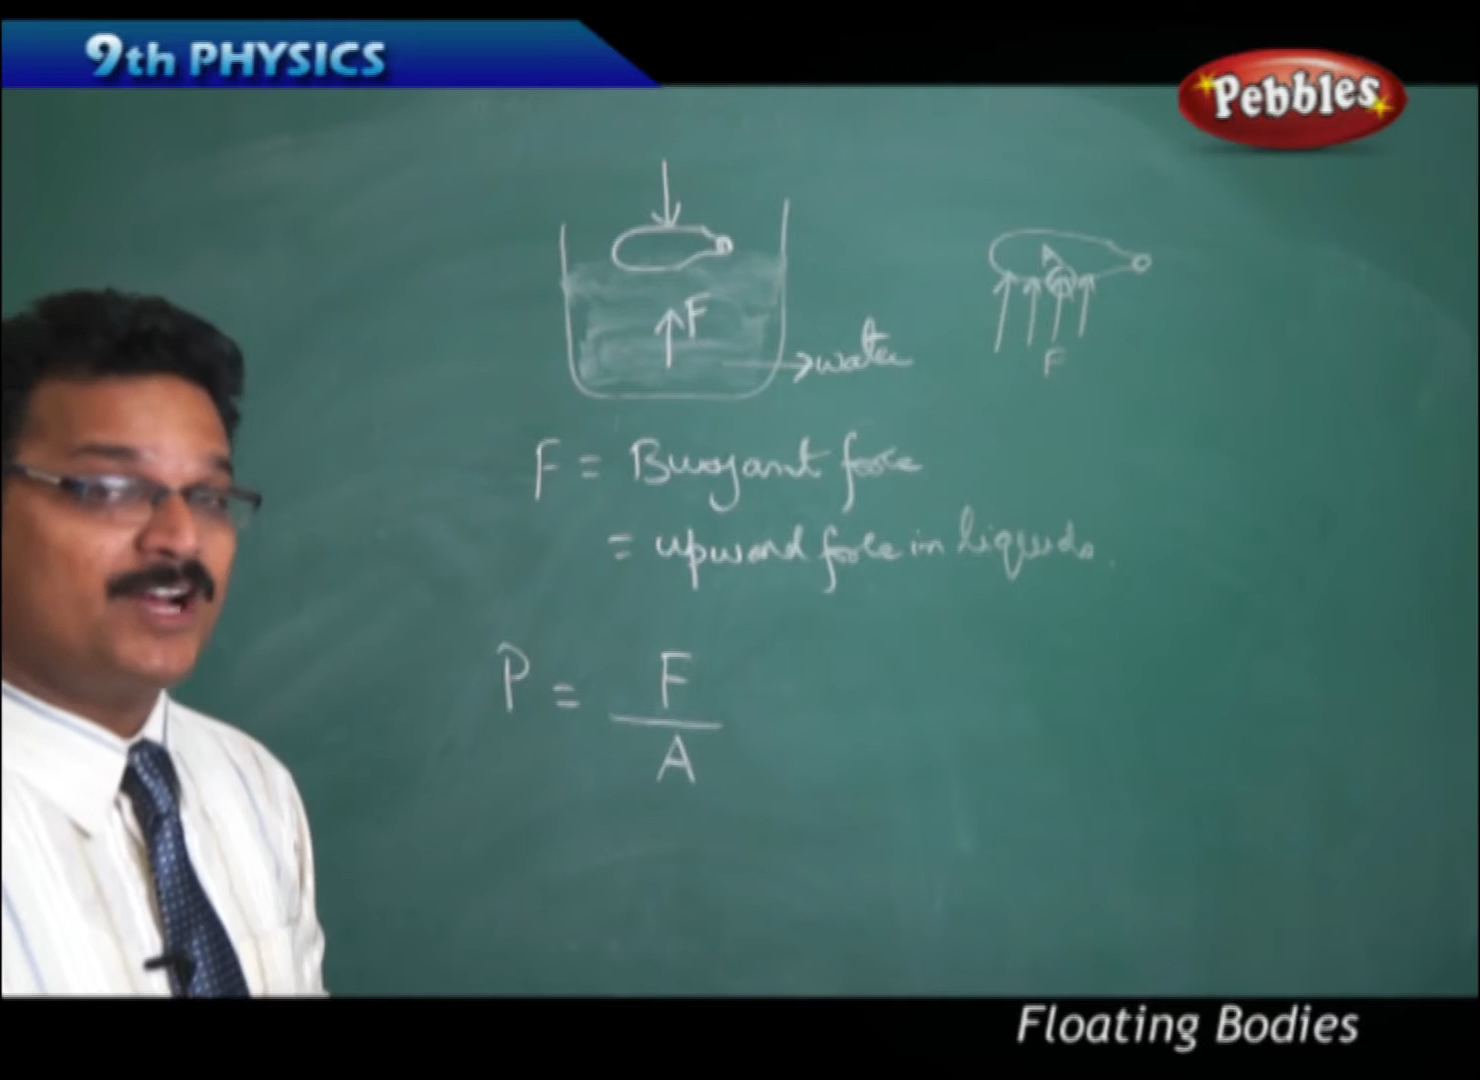 9th PHYSICS
Pebbles
F
→water
A
F
F = Buoyant force
= upward force in liquids.
P = F
A
Floating Bodies